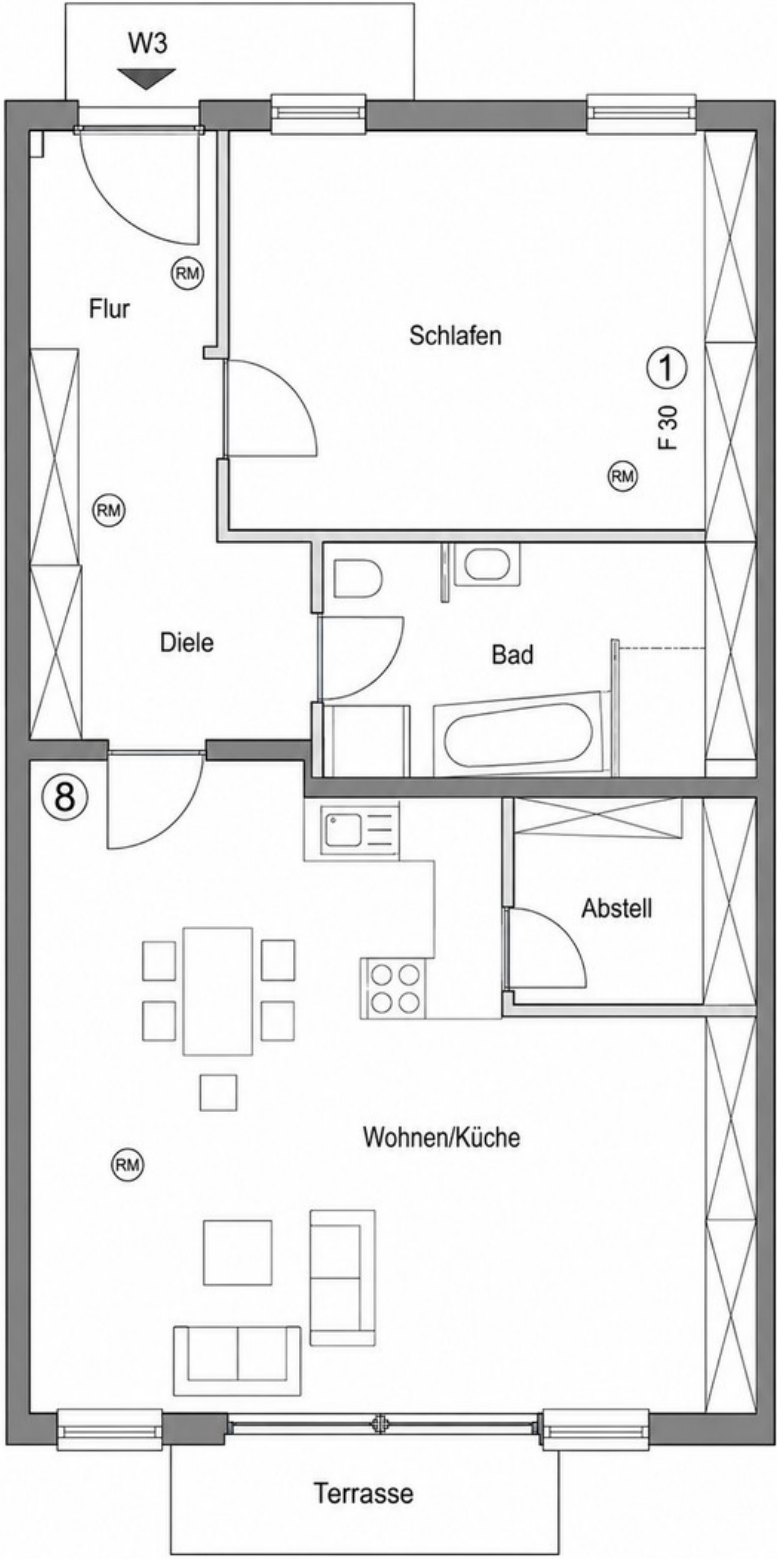 W3
RM
Flur
Schlafen
1
F 30
RM
RM
Diele
Bad
8
Abstell
Wohnen/Küche
RM
Terrasse